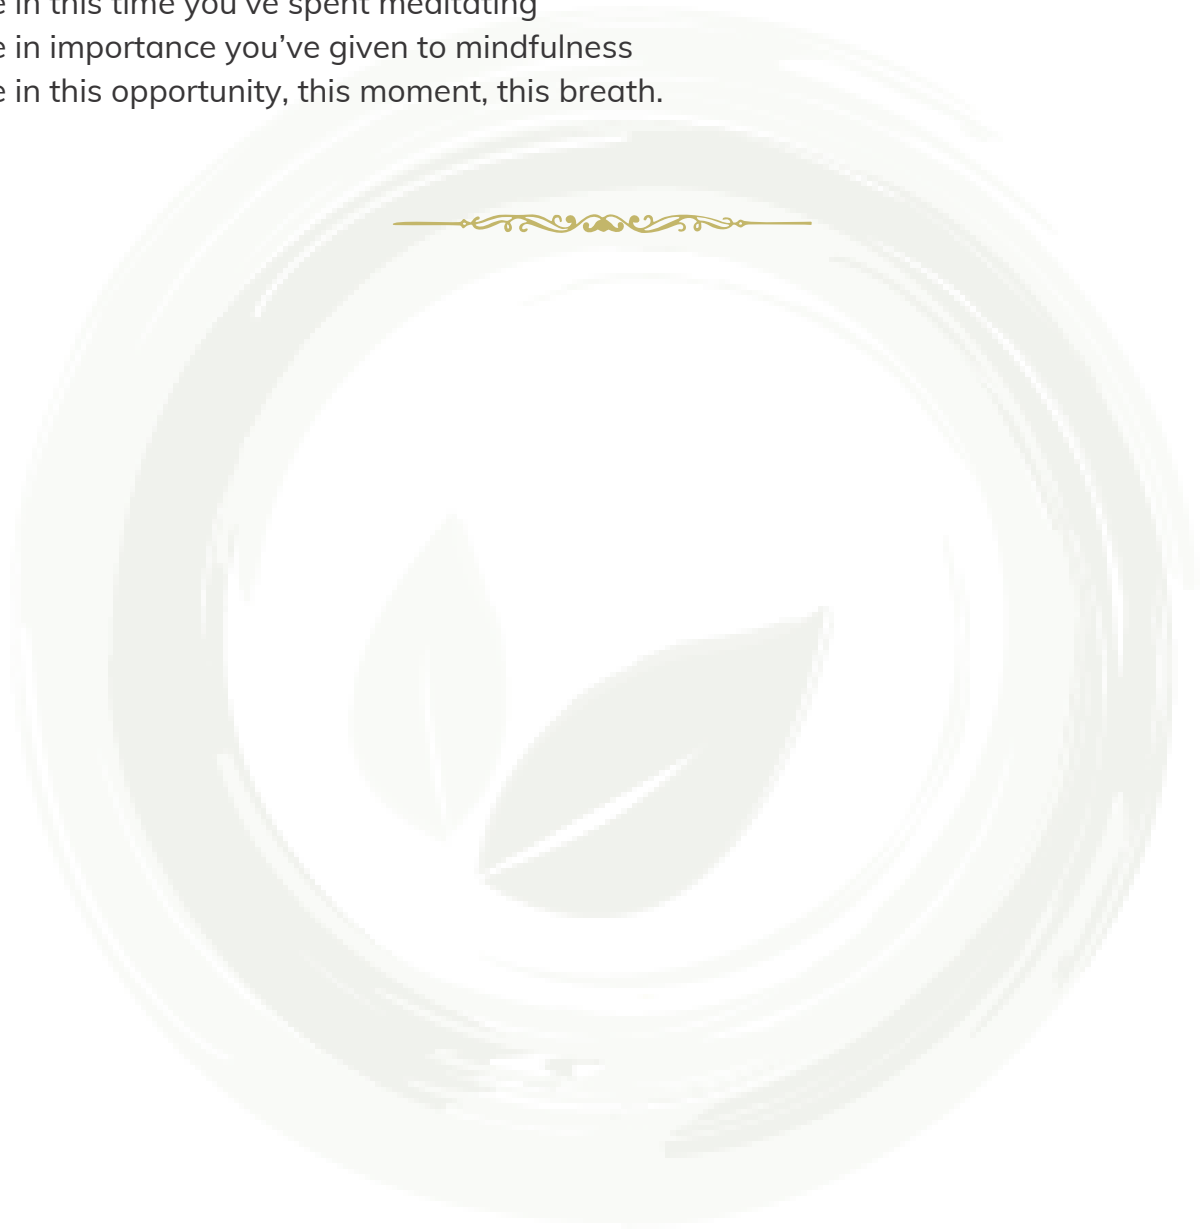 e in this time you've spent meditating
e in importance you’ve given to mindfulness
e in this opportunity, this moment, this breath.